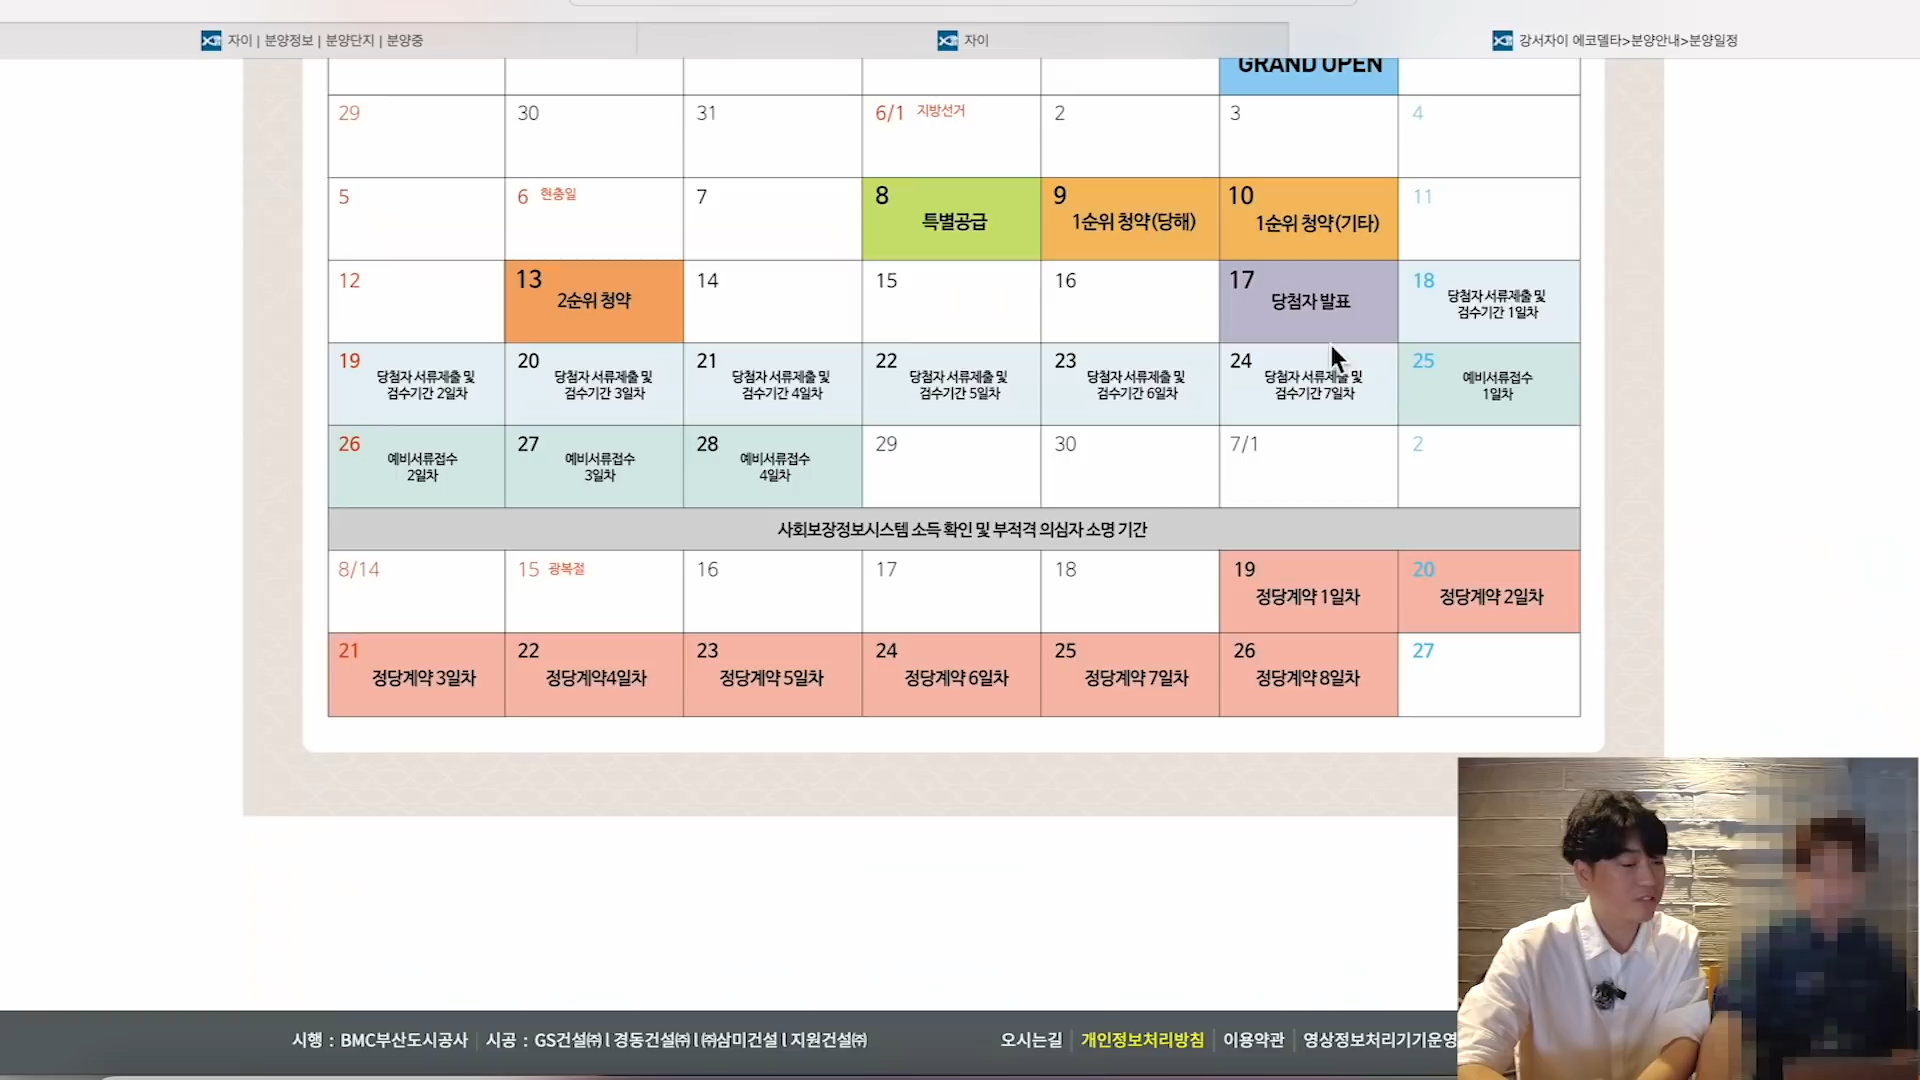 자이 | 분양정보 | 분양단지 | 분양중
자이
강서자이 에코델타>분양안내>분양일정
GRAND OPEN
29
30
31
6/1 지방선거
2
3
4
5
6 현충일
7
8
특별공급
9
1순위 청약(당해)
10
1순위 청약(기타)
11
12
13
2순위 청약
14
15
16
17
당첨자 발표
18
당첨자 서류제출 및
검수기간 1일차
19
당첨자 서류제출 및
검수기간 2일차
20
당첨자 서류제출 및
검수기간 3일차
21
당첨자 서류제출 및
검수기간 4일차
22
당첨자 서류제출 및
검수기간 5일차
23
당첨자 서류제출 및
검수기간 6일차
24
당첨자 서류제출 및
검수기간 7일차
25
예비서류접수
1일차
26
예비서류접수
2일차
27
예비서류접수
3일차
28
예비서류접수
4일차
29
30
7/1
2
사회보장정보시스템 소득 확인 및 부적격 의심자 소명 기간
8/14
15 광복절
16
17
18
19
정당계약 1일차
20
정당계약 2일차
21
정당계약 3일차
22
정당계약4일차
23
정당계약 5일차
24
정당계약 6일차
25
정당계약 7일차
26
정당계약 8일차
27
시행 : BMC부산도시공사 시공 : GS건설㈜ l 경동건설㈜ l ㈜삼미건설 l 지원건설㈜
오시는길 개인정보처리방침 이용약관 영상정보처리기기운영